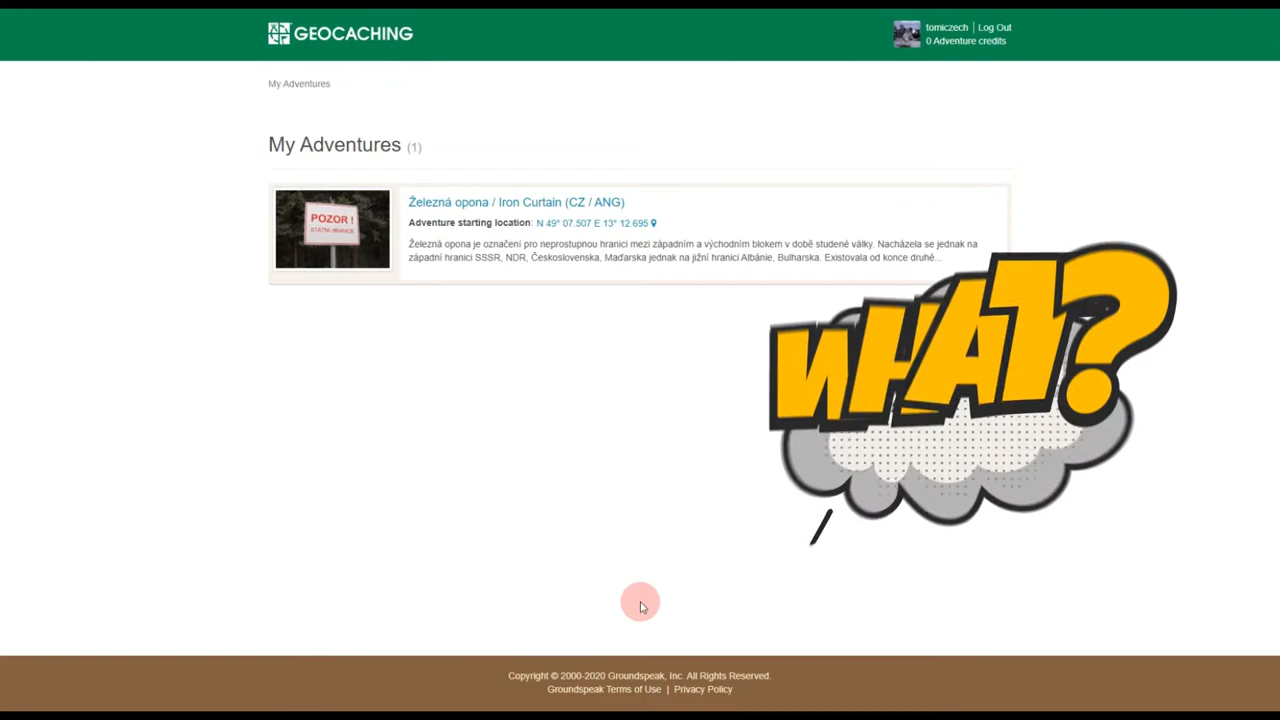 GEOCACHING
tomiczech | Log Out
0 Adventure credits
My Adventures
My Adventures (1)
POZOR !
STÁTNÍ HRANICE
Železná opona / Iron Curtain (CZ / ANG)
Adventure starting location: N 49° 07.507 E 13° 12.695
Železná opona je označení pro neprostupnou hranici mezi západním a východním blokem v době studené války. Nacházela se jednak na
západní hranici SSSR, NDR, Československa, Maďarska jednak na jižní hranici Albánie, Bulharska. Existovala od konce druhé...
WHAT?
Copyright © 2000-2020 Groundspeak, Inc. All Rights Reserved.
Groundspeak Terms of Use | Privacy Policy